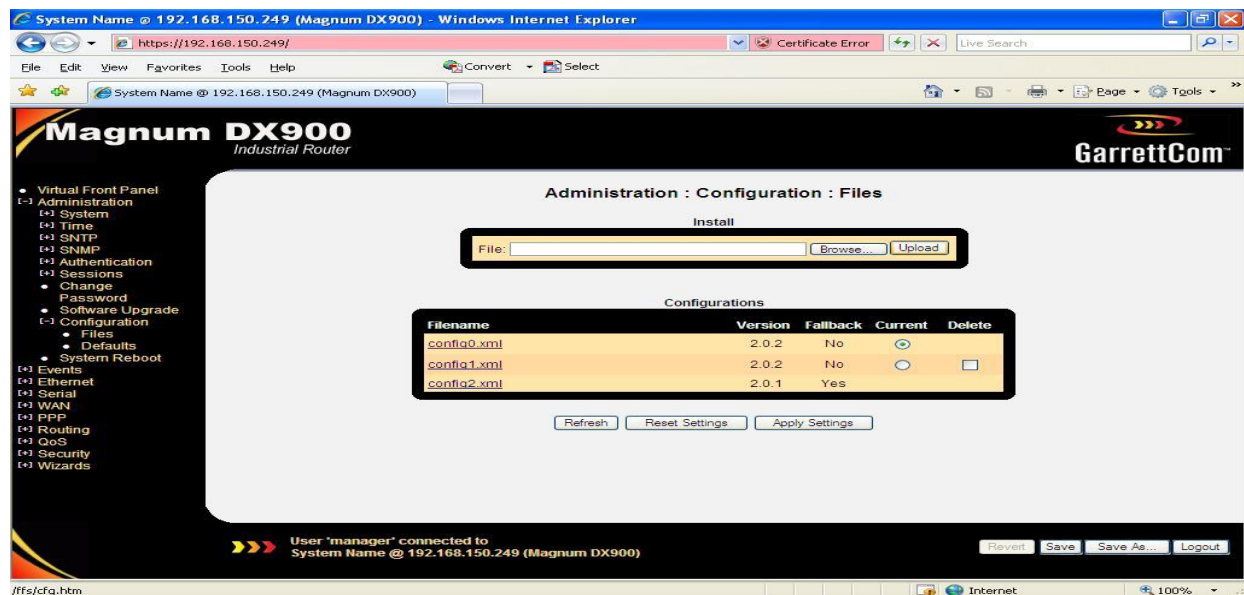 System Name @ 192.168.150.249 (Magnum DX900) - Windows Internet Explorer
https://192.168.150.249/
Certificate Error
Live Search
File Edit View Favorites Tools Help
Convert
Select
System Name @ 192.168.150.249 (Magnum DX900)
Page
Tools
Magnum DX900
Industrial Router
GarrettCom
Virtual Front Panel
[-] Administration
[+] System
[+] Time
[+] SNTP
[+] SNMP
[+] Authentication
[+] Sessions
Change
Password
Software Upgrade
[-] Configuration
Files
Defaults
System Reboot
[+] Events
[+] Ethernet
[+] Serial
[+] WAN
[+] PPP
[+] Routing
[+] QoS
[+] Security
[+] Wizards
Administration : Configuration : Files
Install
File: Browse... Upload
Configurations
Filename Version Fallback Current Delete
config0.xml 2.0.2 No
config1.xml 2.0.2 No
config2.xml 2.0.1 Yes
Refresh Reset Settings Apply Settings
User 'manager' connected to
System Name @ 192.168.150.249 (Magnum DX900)
Revert Save Save As... Logout
/ffs/cfg.htm
Internet
100%